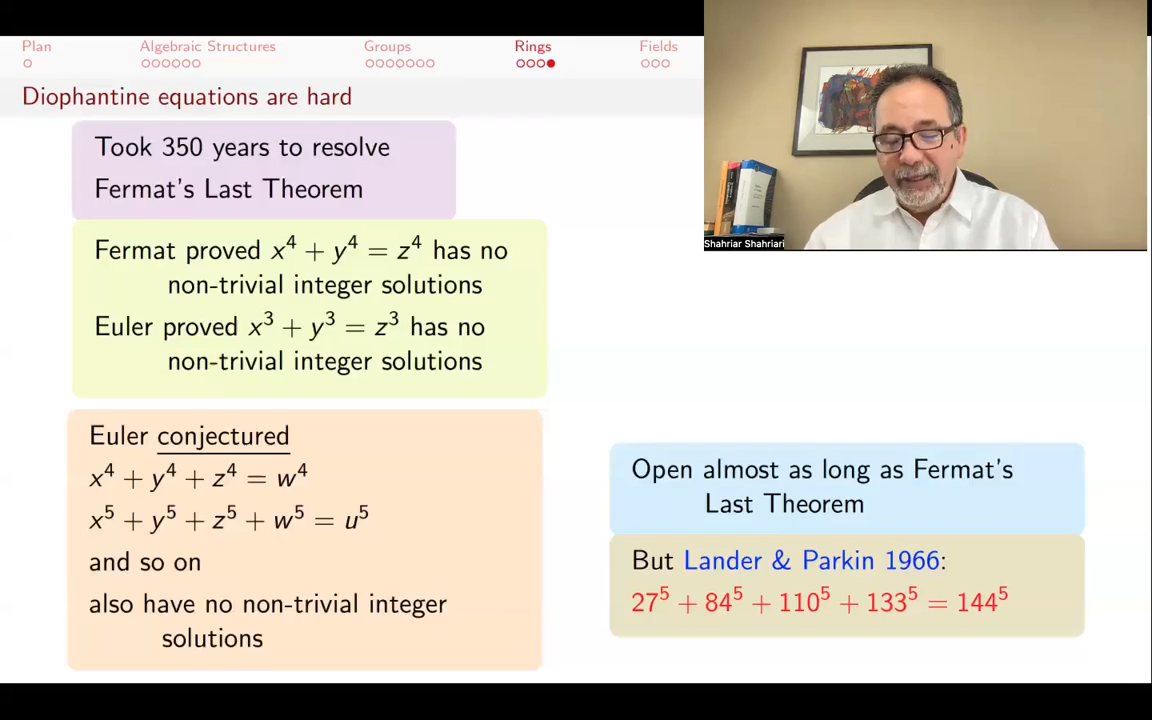 Plan Algebraic Structures Groups Rings Fields
Diophantine equations are hard
Took 350 years to resolve
Fermat's Last Theorem
Fermat proved x⁴ + y⁴ = z⁴ has no
non-trivial integer solutions
Euler proved x³ + y³ = z³ has no
non-trivial integer solutions
Euler conjectured
x⁴ + y⁴ + z⁴ = w⁴
x⁵ + y⁵ + z⁵ + w⁵ = u⁵
and so on
also have no non-trivial integer
solutions
Open almost as long as Fermat's
Last Theorem
But Lander & Parkin 1966:
27⁵ + 84⁵ + 110⁵ + 133⁵ = 144⁵
Shahriar Shahriari